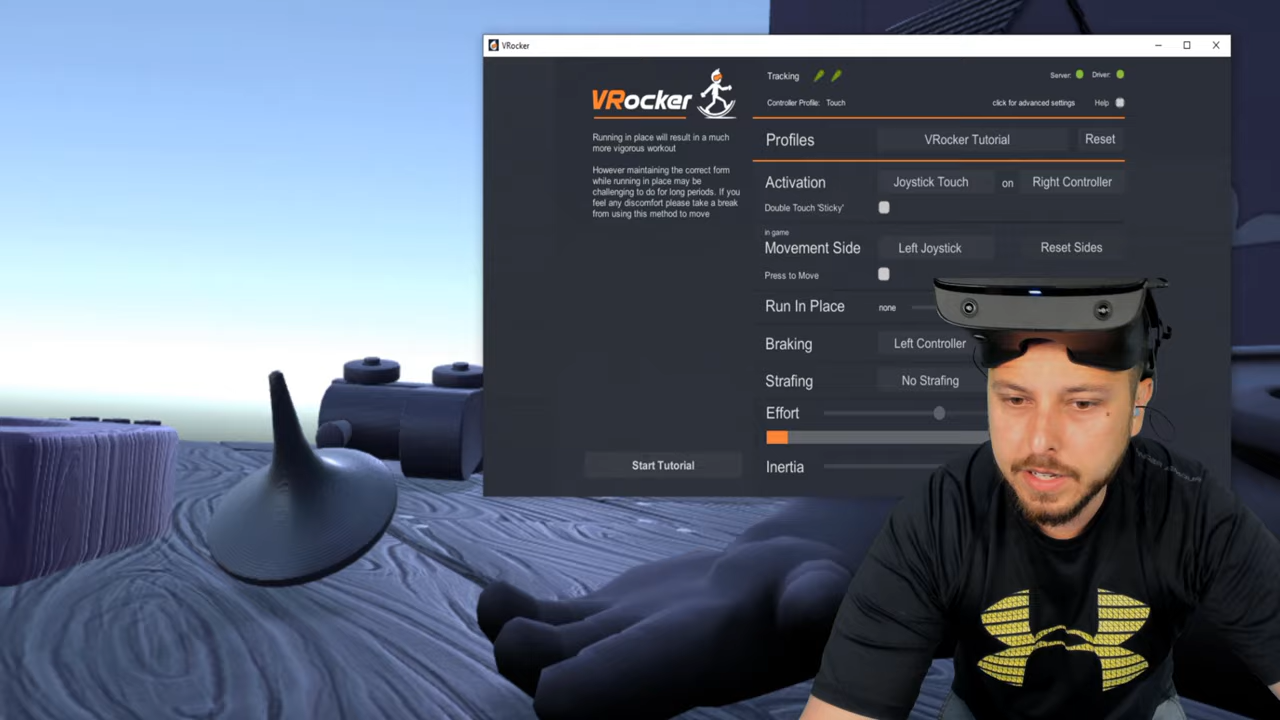 VRocker
VRocker
Running in place will result in a much
more vigorous workout
However maintaining the correct form
while running in place may be
challenging to do for long periods. If you
feel any discomfort please take a break
from using this method to move
Start Tutorial
Tracking
Server:
Driver:
Controller Profile: Touch
click for advanced settings
Help
Profiles
VRocker Tutorial
Reset
Activation
Joystick Touch
on
Right Controller
Double Touch 'Sticky'
in game
Movement Side
Left Joystick
Reset Sides
Press to Move
Run In Place
none
Braking
Left Controller
Strafing
No Strafing
Effort
Inertia